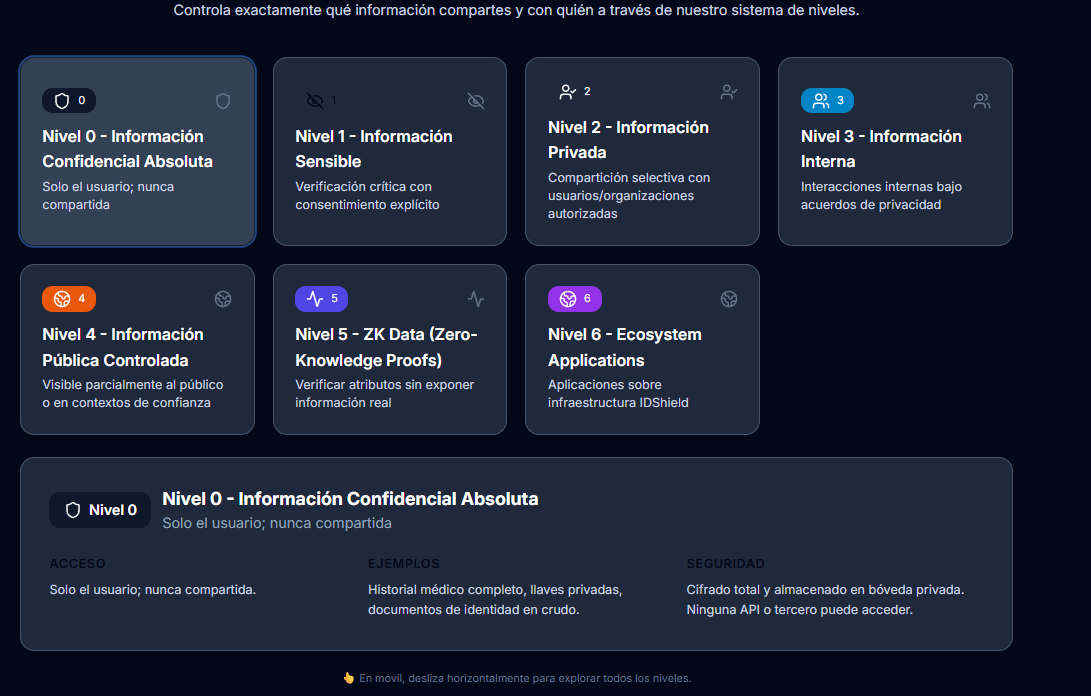 Controla exactamente qué información compartes y con quién a través de nuestro sistema de niveles.
0
Nivel 0 - Información
Confidencial Absoluta
Solo el usuario; nunca
compartida
1
Nivel 1 - Información
Sensible
Verificación crítica con
consentimiento explícito
2
Nivel 2 - Información
Privada
Compartición selectiva con
usuarios/organizaciones
autorizadas
3
Nivel 3 - Información
Interna
Interacciones internas bajo
acuerdos de privacidad
4
Nivel 4 - Información
Pública Controlada
Visible parcialmente al público
o en contextos de confianza
5
Nivel 5 - ZK Data (Zero-
Knowledge Proofs)
Verificar atributos sin exponer
información real
6
Nivel 6 - Ecosystem
Applications
Aplicaciones sobre
infraestructura IDShield
Nivel 0
Nivel 0 - Información Confidencial Absoluta
Solo el usuario; nunca compartida
ACCESO
Solo el usuario; nunca compartida.
EJEMPLOS
Historial médico completo, llaves privadas,
documentos de identidad en crudo.
SEGURIDAD
Cifrado total y almacenado en bóveda privada.
Ninguna API o tercero puede acceder.
👆 En móvil, desliza horizontalmente para explorar todos los niveles.